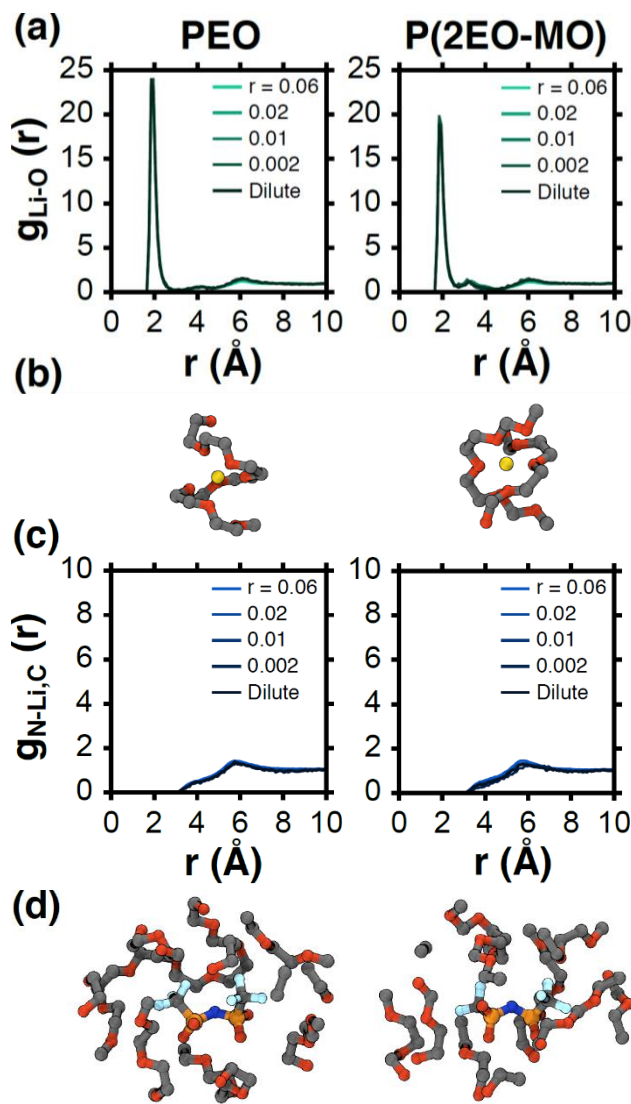 (a)
PEO
P(2EO-MO)
g Li-O (r)
25
20
15
10
5
0
r = 0.06
0.02
0.01
0.002
Dilute
0 2 4 6 8 10
r (Å)
25
20
15
10
5
0
r = 0.06
0.02
0.01
0.002
Dilute
0 2 4 6 8 10
r (Å)
(b)
(c)
g N-Li,C (r)
10
8
6
4
2
0
r = 0.06
0.02
0.01
0.002
Dilute
0 2 4 6 8 10
r (Å)
10
8
6
4
2
0
r = 0.06
0.02
0.01
0.002
Dilute
0 2 4 6 8 10
r (Å)
(d)